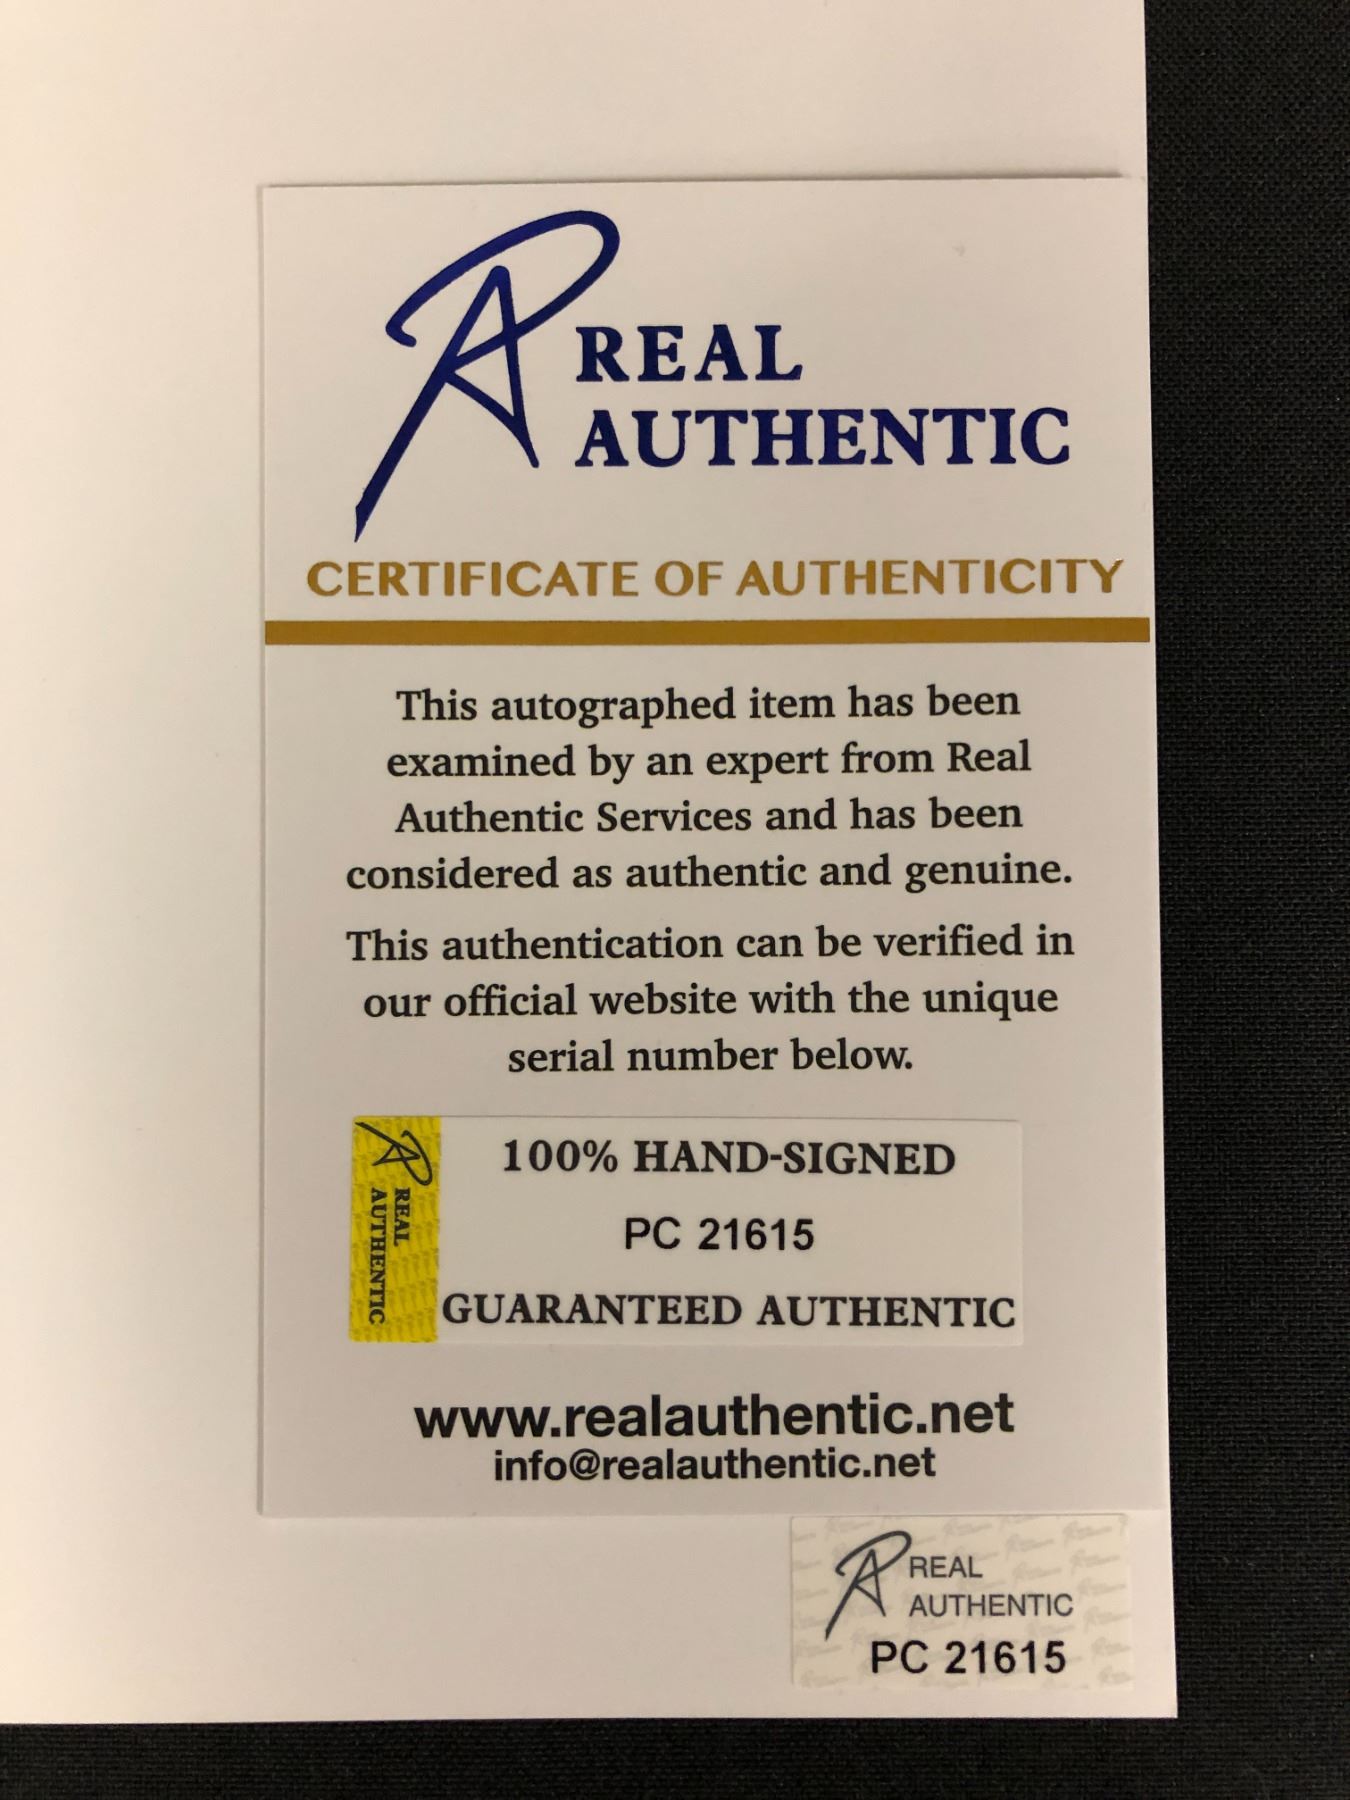 REAL
AUTHENTIC
CERTIFICATE OF AUTHENTICITY
This autographed item has been
examined by an expert from Real
Authentic Services and has been
considered as authentic and genuine.
This authentication can be verified in
our official website with the unique
serial number below.
REAL
AUTHENTIC
100% HAND-SIGNED
PC 21615
GUARANTEED AUTHENTIC
www.realauthentic.net
info@realauthentic.net
REAL
AUTHENTIC
PC 21615